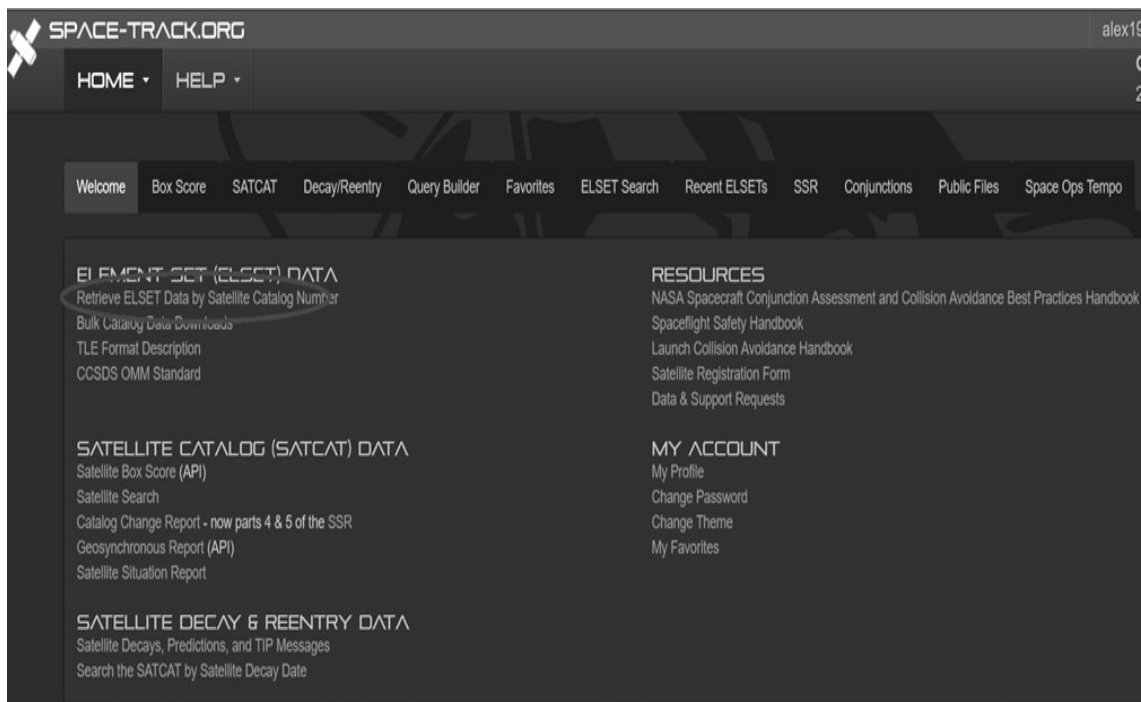 SPACE-TRACK.ORG
alex19
HOME HELP
Welcome Box Score SATCAT Decay/Reentry Query Builder Favorites ELSET Search Recent ELSETs SSR Conjunctions Public Files Space Ops Tempo
ELEMENT SET (ELSET) DATA
Retrieve ELSET Data by Satellite Catalog Number
Bulk Catalog Data Downloads
TLE Format Description
CCSDS OMM Standard
RESOURCES
NASA Spacecraft Conjunction Assessment and Collision Avoidance Best Practices Handbook
Spaceflight Safety Handbook
Launch Collision Avoidance Handbook
Satellite Registration Form
Data & Support Requests
SATELLITE CATALOG (SATCAT) DATA
Satellite Box Score (API)
Satellite Search
Catalog Change Report - now parts 4 & 5 of the SSR
Geosynchronous Report (API)
Satellite Situation Report
MY ACCOUNT
My Profile
Change Password
Change Theme
My Favorites
SATELLITE DECAY & REENTRY DATA
Satellite Decays, Predictions, and TIP Messages
Search the SATCAT by Satellite Decay Date